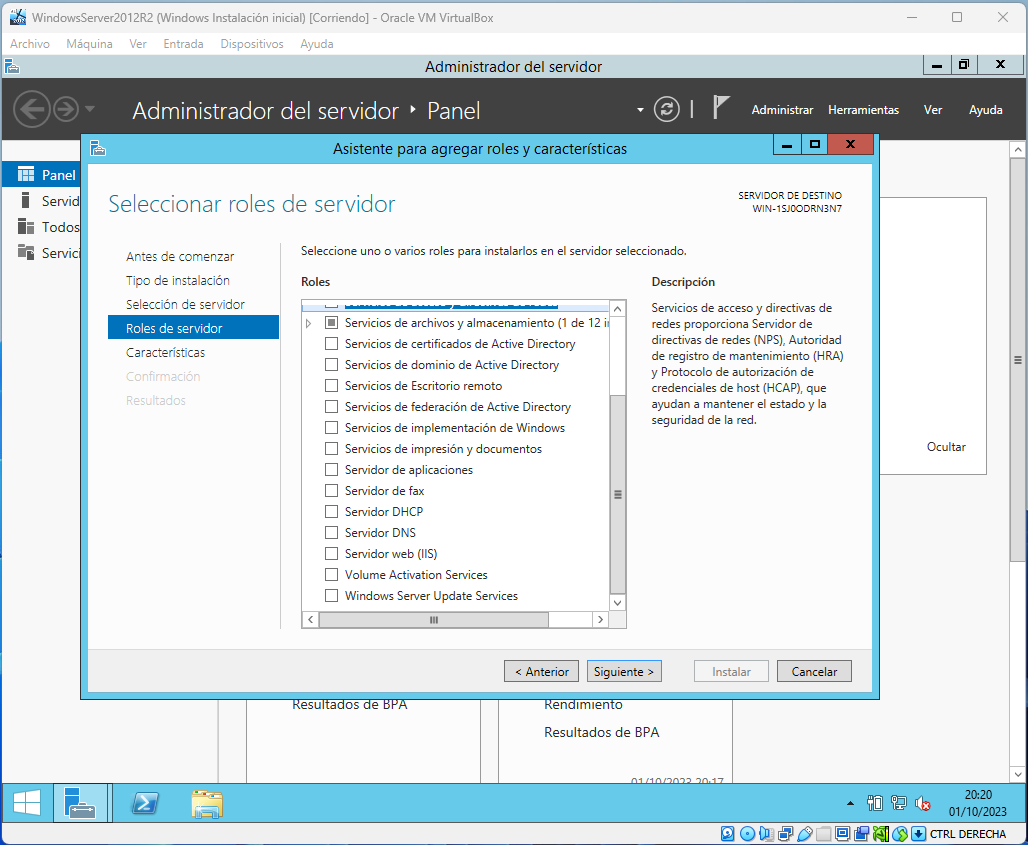 WindowsServer2012R2 (Windows Instalación inicial) [Corriendo] - Oracle VM VirtualBox
Archivo Máquina Ver Entrada Dispositivos Ayuda
Administrador del servidor
Administrador del servidor Panel
Administrar Herramientas Ver Ayuda
Asistente para agregar roles y características
Panel
Servid
Todos
Servici
Seleccionar roles de servidor
SERVIDOR DE DESTINO
WIN-1SJ0ODRN3N7
Antes de comenzar
Tipo de instalación
Selección de servidor
Roles de servidor
Características
Confirmación
Resultados
Seleccione uno o varios roles para instalarlos en el servidor seleccionado.
Roles
Servicios de archivos y almacenamiento (1 de 12 in
Servicios de certificados de Active Directory
Servicios de dominio de Active Directory
Servicios de Escritorio remoto
Servicios de federación de Active Directory
Servicios de implementación de Windows
Servicios de impresión y documentos
Servidor de aplicaciones
Servidor de fax
Servidor DHCP
Servidor DNS
Servidor web (IIS)
Volume Activation Services
Windows Server Update Services
Descripción
Servicios de acceso y directivas de
redes proporciona Servidor de
directivas de redes (NPS), Autoridad
de registro de mantenimiento (HRA)
y Protocolo de autorización de
credenciales de host (HCAP), que
ayudan a mantener el estado y la
seguridad de la red.
Ocultar
< Anterior Siguiente > Instalar Cancelar
Resultados de BPA
Rendimiento
Resultados de BPA
01/10/2023 20:17
20:20
01/10/2023
CTRL DERECHA